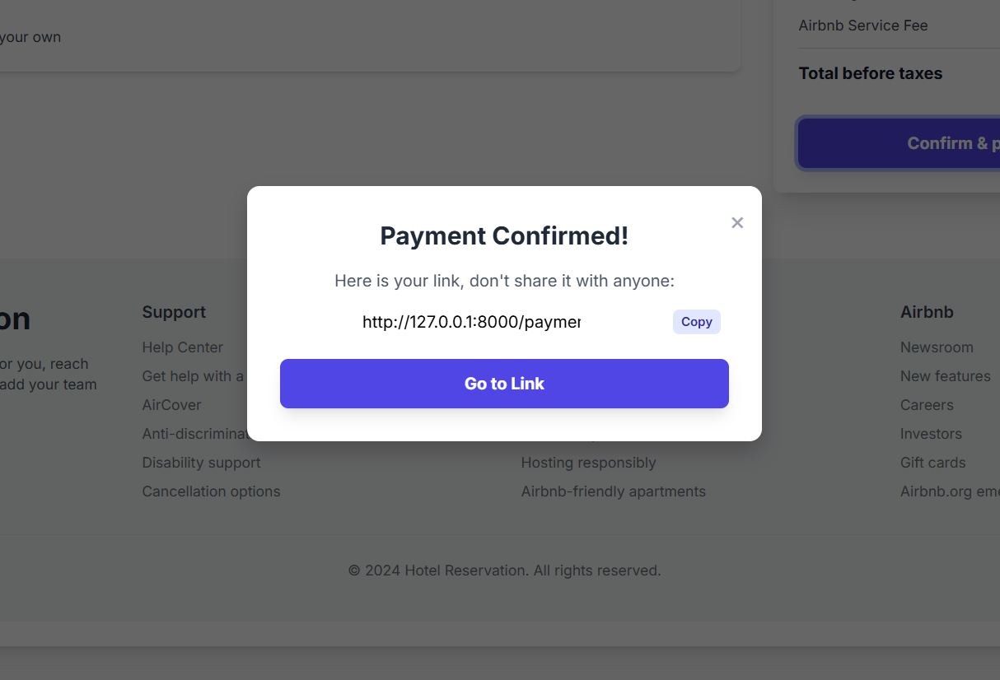 your own
Airbnb Service Fee
Total before taxes
Confirm & p
Payment Confirmed!
Here is your link, don't share it with anyone:
http://127.0.0.1:8000/paymer
Copy
Go to Link
on
or you, reach
add your team
Support
Help Center
Get help with a
AirCover
Anti-discriminat
Disability support
Cancellation options
Hosting responsibly
Airbnb-friendly apartments
Airbnb
Newsroom
New features
Careers
Investors
Gift cards
Airbnb.org eme
© 2024 Hotel Reservation. All rights reserved.